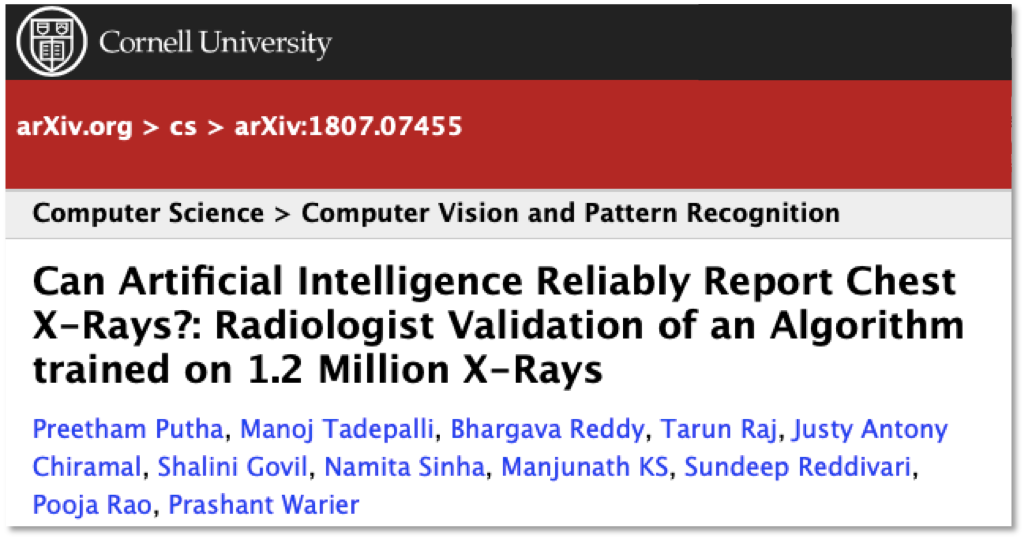 Cornell University
arXiv.org > cs > arXiv:1807.07455
Computer Science > Computer Vision and Pattern Recognition
Can Artificial Intelligence Reliably Report Chest
X-Rays?: Radiologist Validation of an Algorithm
trained on 1.2 Million X-Rays
Preetham Putha, Manoj Tadepalli, Bhargava Reddy, Tarun Raj, Justy Antony
Chiramal, Shalini Govil, Namita Sinha, Manjunath KS, Sundeep Reddivari,
Pooja Rao, Prashant Warier